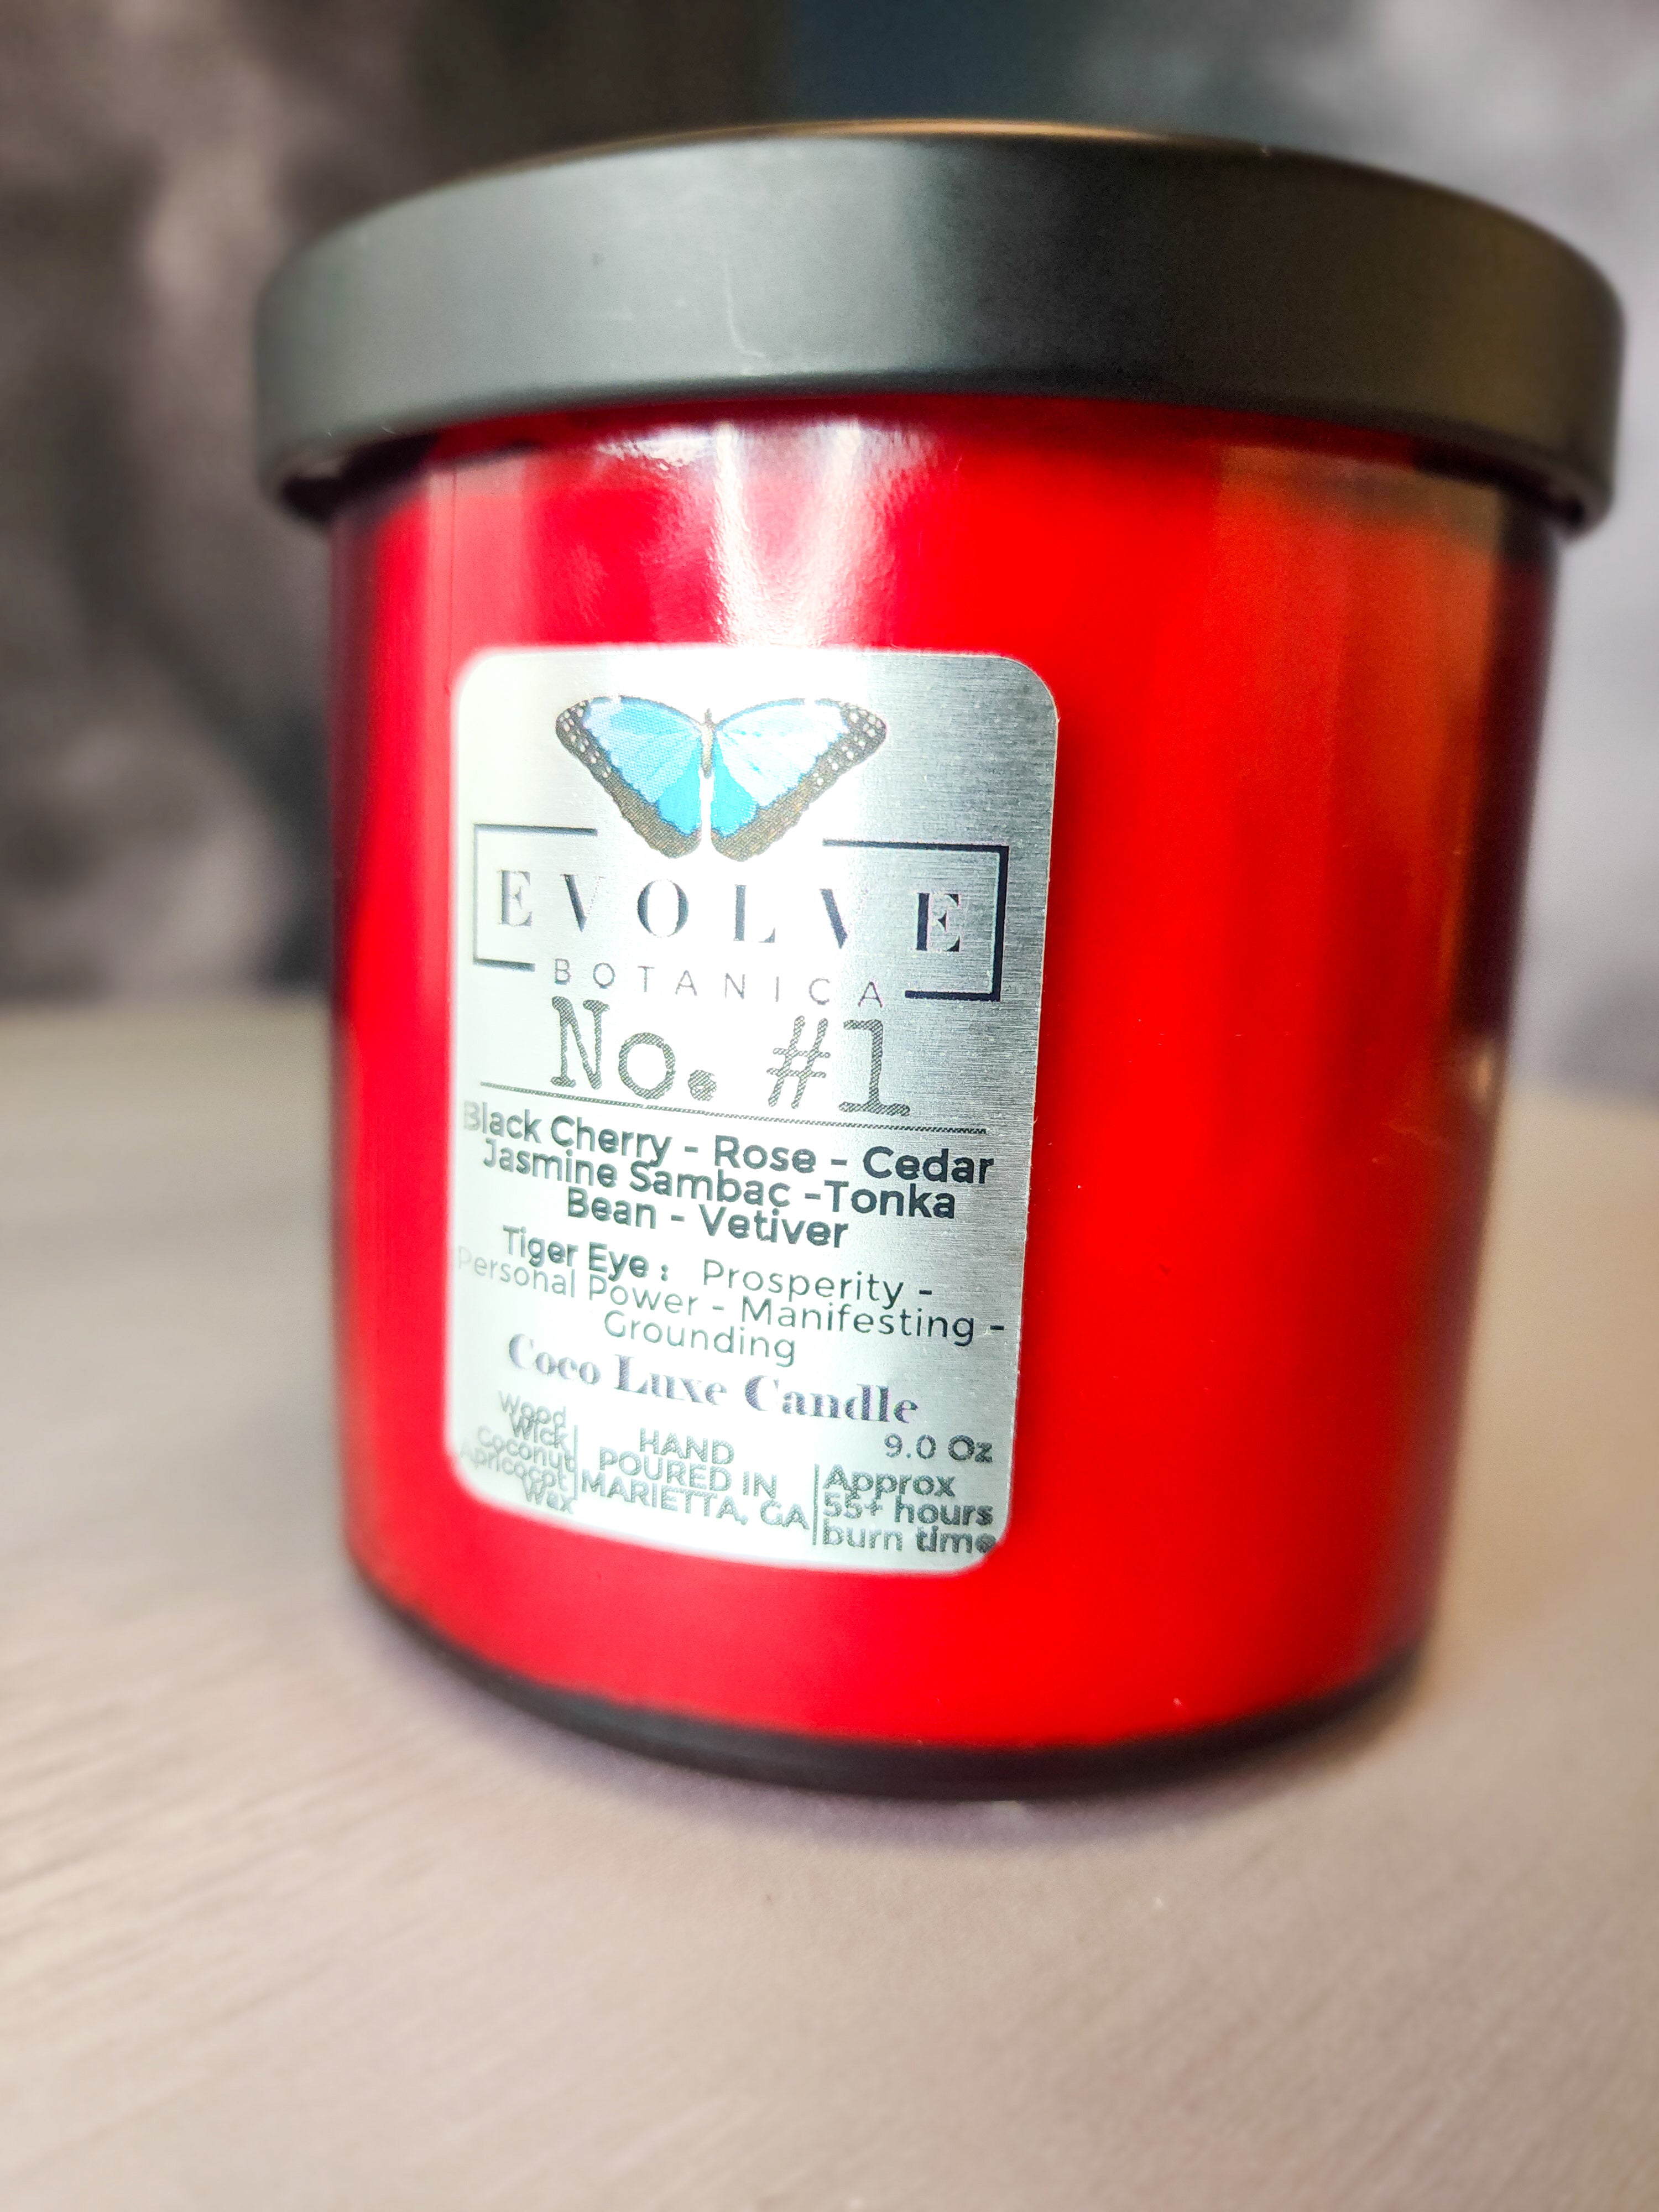 EVOLVE
BOTANICA
No. #1
Black Cherry - Rose - Cedar
Jasmine Sambac -Tonka
Bean - Vetiver
Tiger Eye : Prosperity -
Personal Power - Manifesting -
Grounding
Coco Luxe Candle
9.0 Oz
Wood
Wick
Coconut
Apricocpt
Wax
HAND
POURED IN
MARIETTA, GA
Approx
55+ hours
burn time